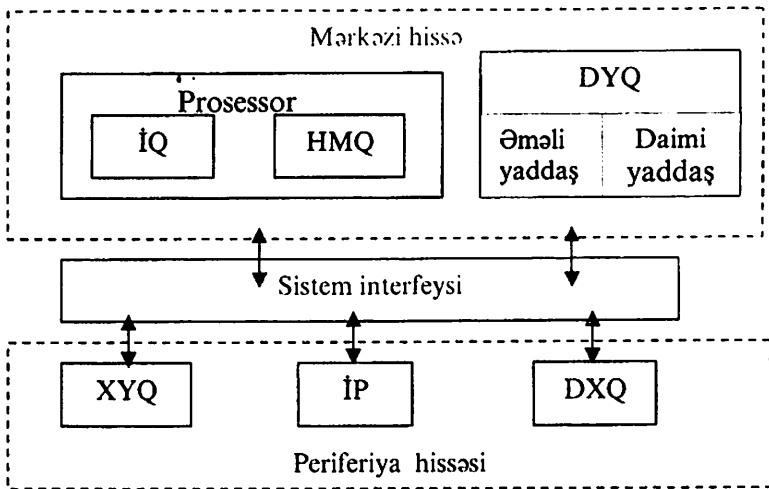 Mərkəzi hissə
Prosessor
İQ
HMQ
DYQ
Əməli
yaddaş
Daimi
yaddaş
Sistem interfeysi
XYQ
İP
DXQ
Periferiya hissəsi